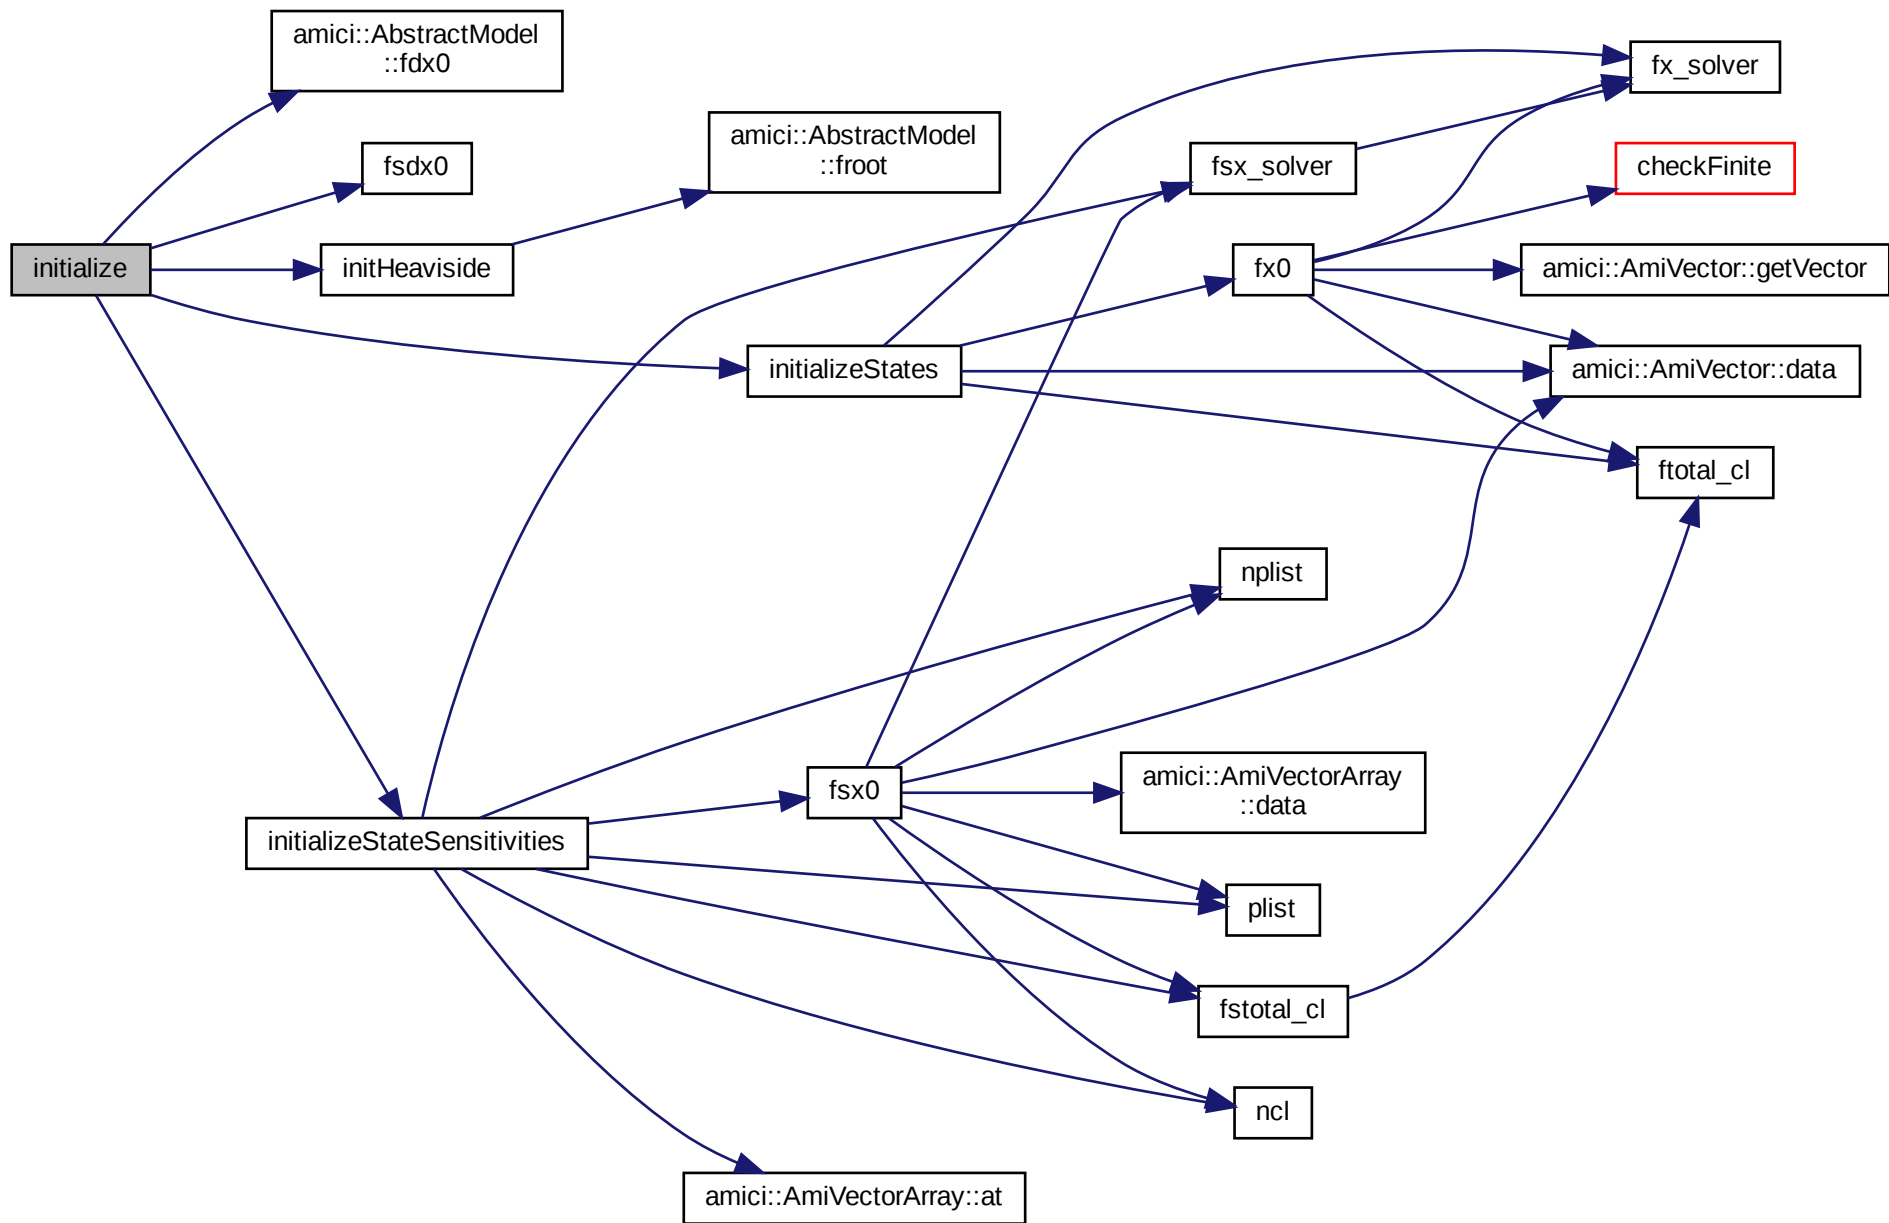 amici::AbstractModel
::fdx0
fx_solver
amici::AbstractModel
::froot
fsdx0
fsx_solver
checkFinite
initialize
initHeaviside
fx0
amici::AmiVector::getVector
initializeStates
amici::AmiVector::data
ftotal_cl
nplist
fsx0
amici::AmiVectorArray
::data
initializeStateSensitivities
plist
fstotal_cl
ncl
amici::AmiVectorArray::at